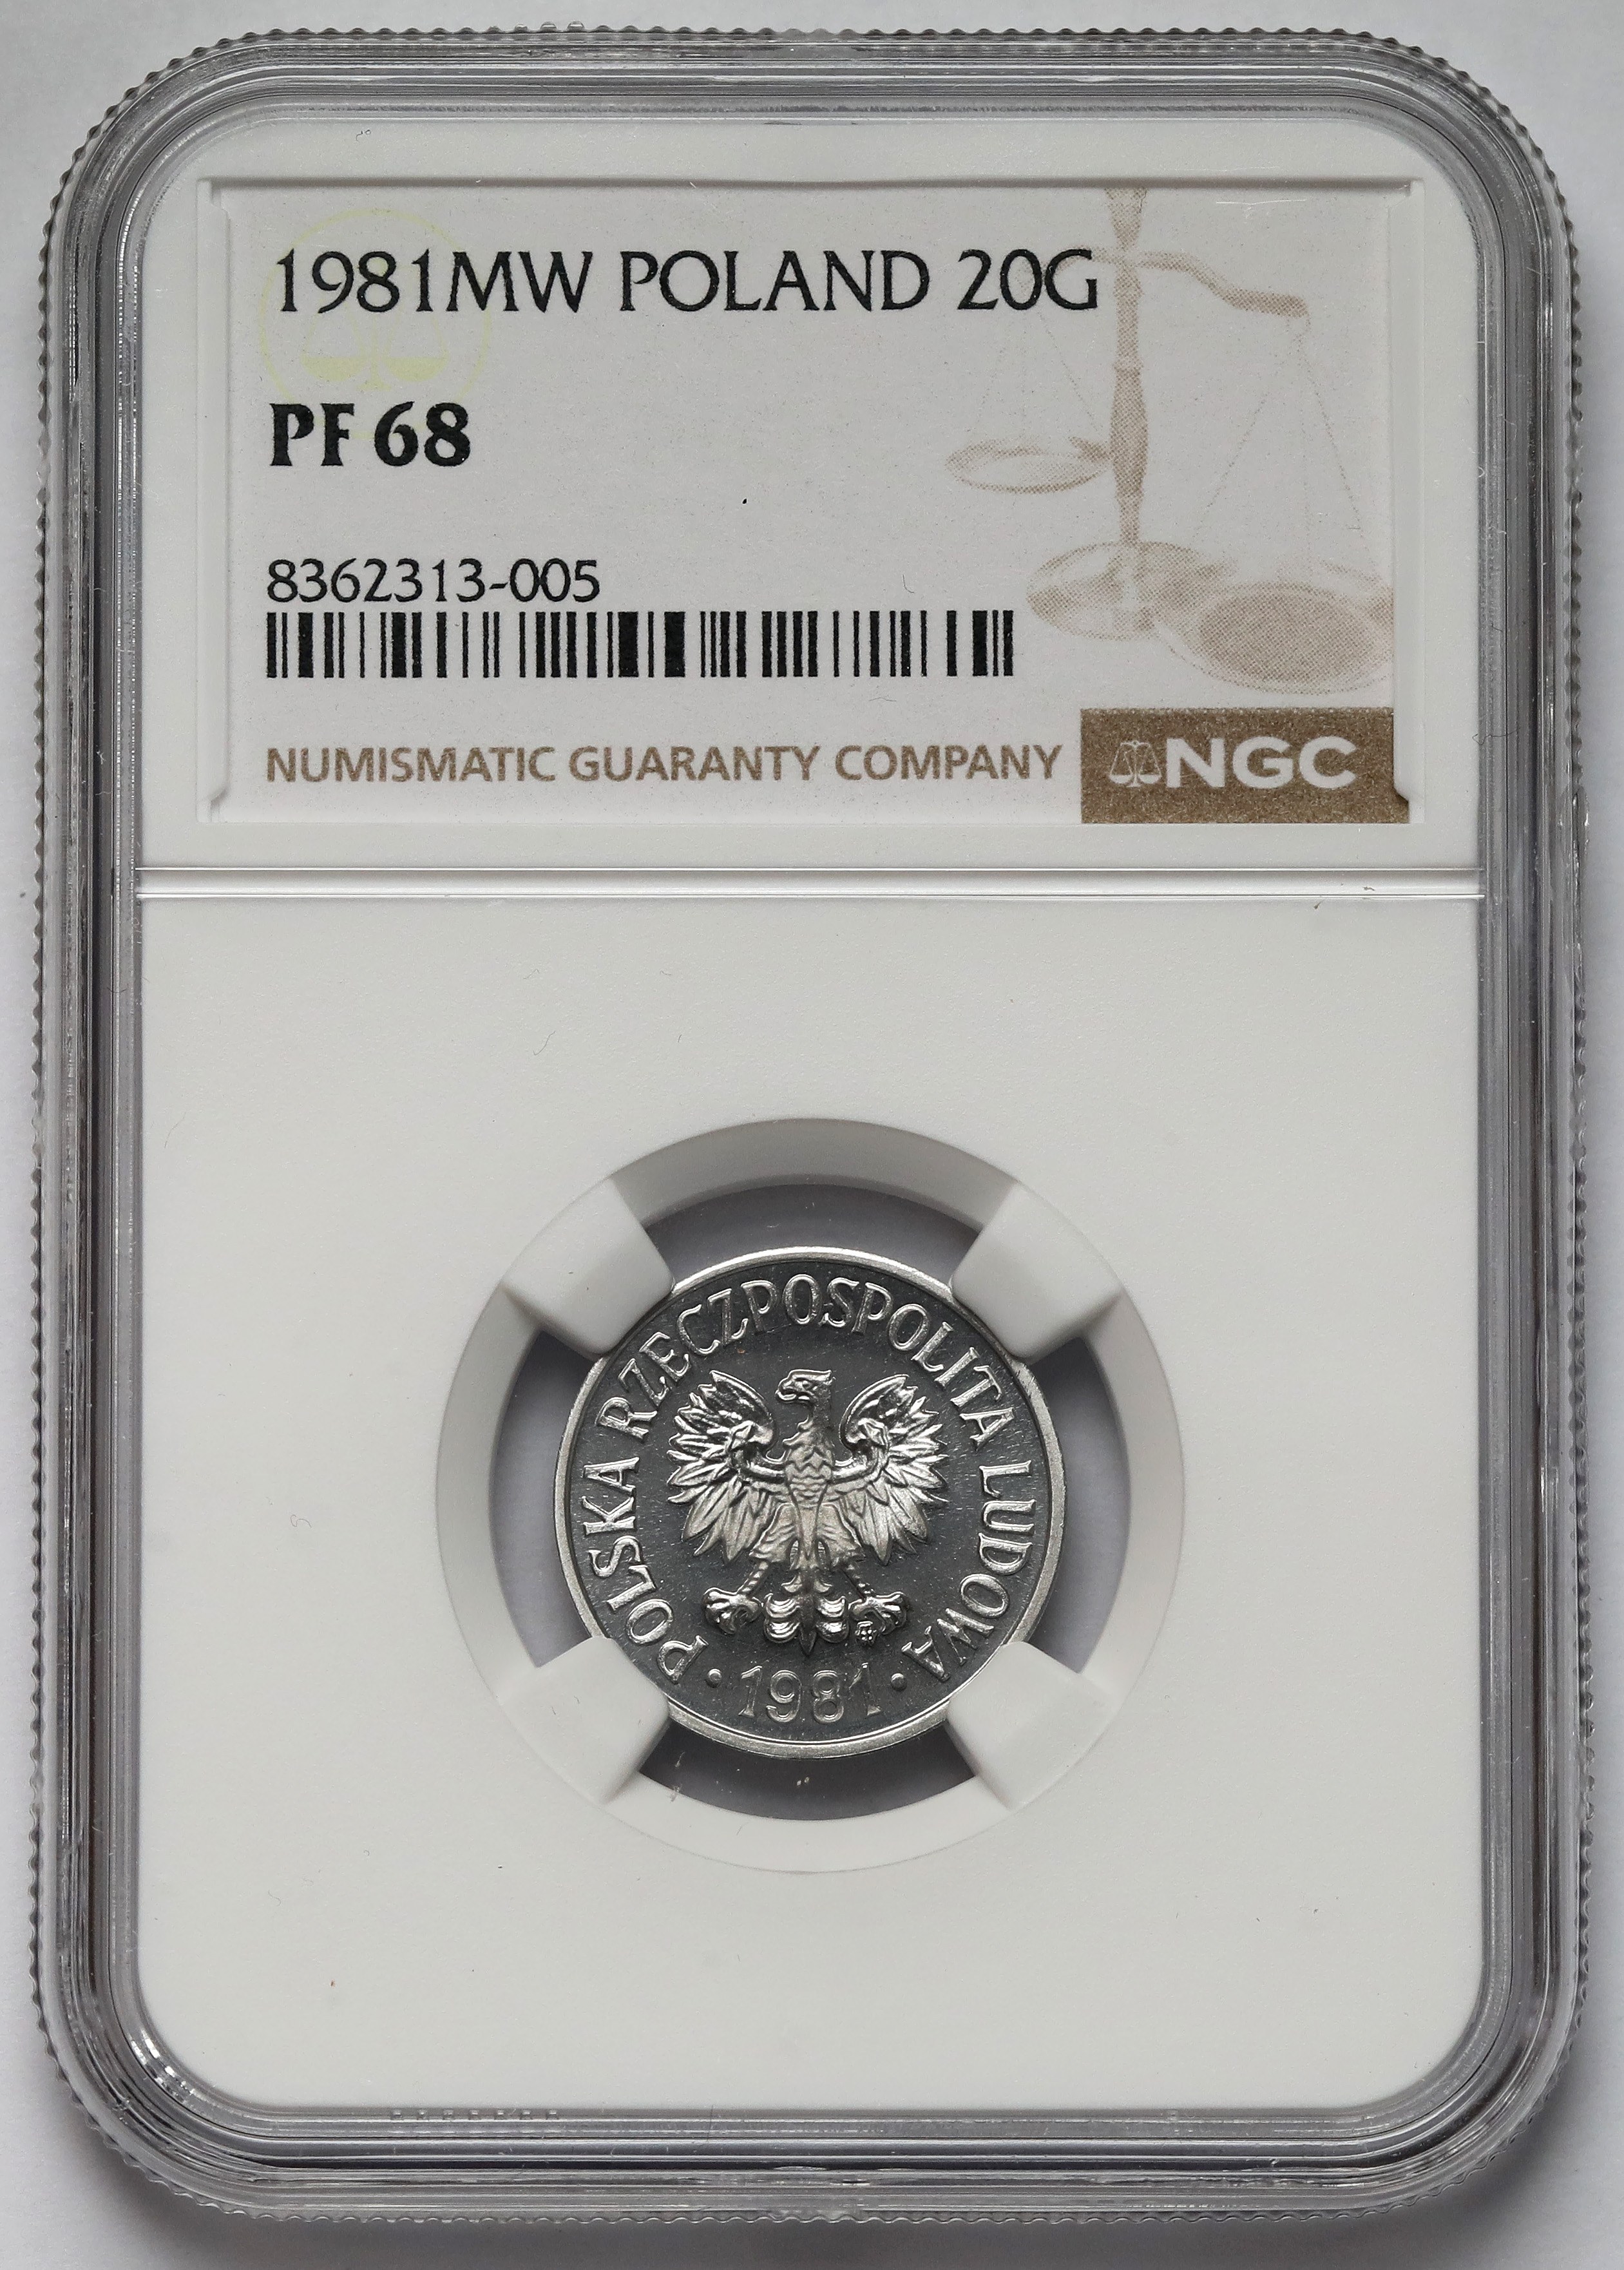 1981MW POLAND 20G
PF 68
8362313-005
NUMISMATIC GUARANTY COMPANY
NGC
POLSKA RZECZPOSPOLITA LUDOWA
• 1981 •